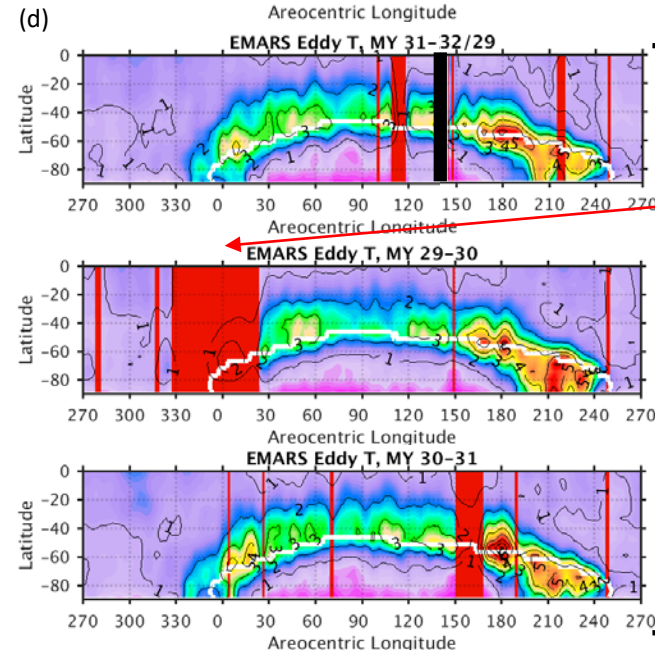 (d)
Areocentric Longitude
EMARS Eddy T, MY 31-32/29
Latitude
0
-20
-40
-60
-80
270 300 330 0 30 60 90 120 150 180 210 240 270
Areocentric Longitude
EMARS Eddy T, MY 29-30
Latitude
0
-20
-40
-60
-80
270 300 330 0 30 60 90 120 150 180 210 240 270
Areocentric Longitude
EMARS Eddy T, MY 30-31
Latitude
0
-20
-40
-60
-80
270 300 330 0 30 60 90 120 150 180 210 240 270
Areocentric Longitude